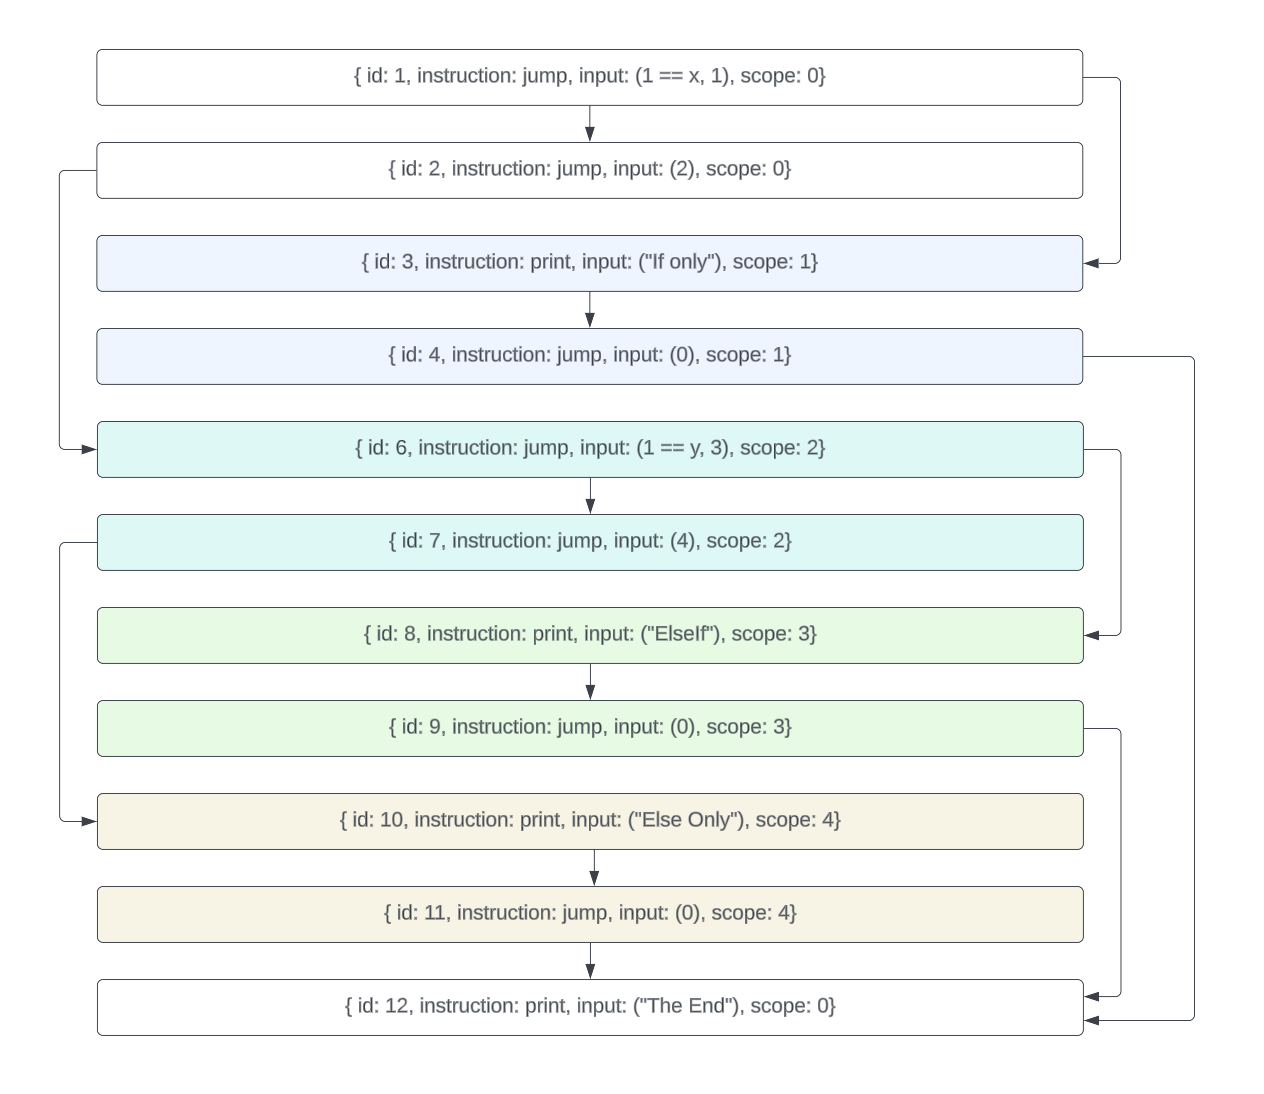 { id: 1, instruction: jump, input: (1 == x, 1), scope: 0}
{ id: 2, instruction: jump, input: (2), scope: 0}
{ id: 3, instruction: print, input: ("If only"), scope: 1}
{ id: 4, instruction: jump, input: (0), scope: 1}
{ id: 6, instruction: jump, input: (1 == y, 3), scope: 2}
{ id: 7, instruction: jump, input: (4), scope: 2}
{ id: 8, instruction: print, input: ("ElseIf"), scope: 3}
{ id: 9, instruction: jump, input: (0), scope: 3}
{ id: 10, instruction: print, input: ("Else Only"), scope: 4}
{ id: 11, instruction: jump, input: (0), scope: 4}
{ id: 12, instruction: print, input: ("The End"), scope: 0}